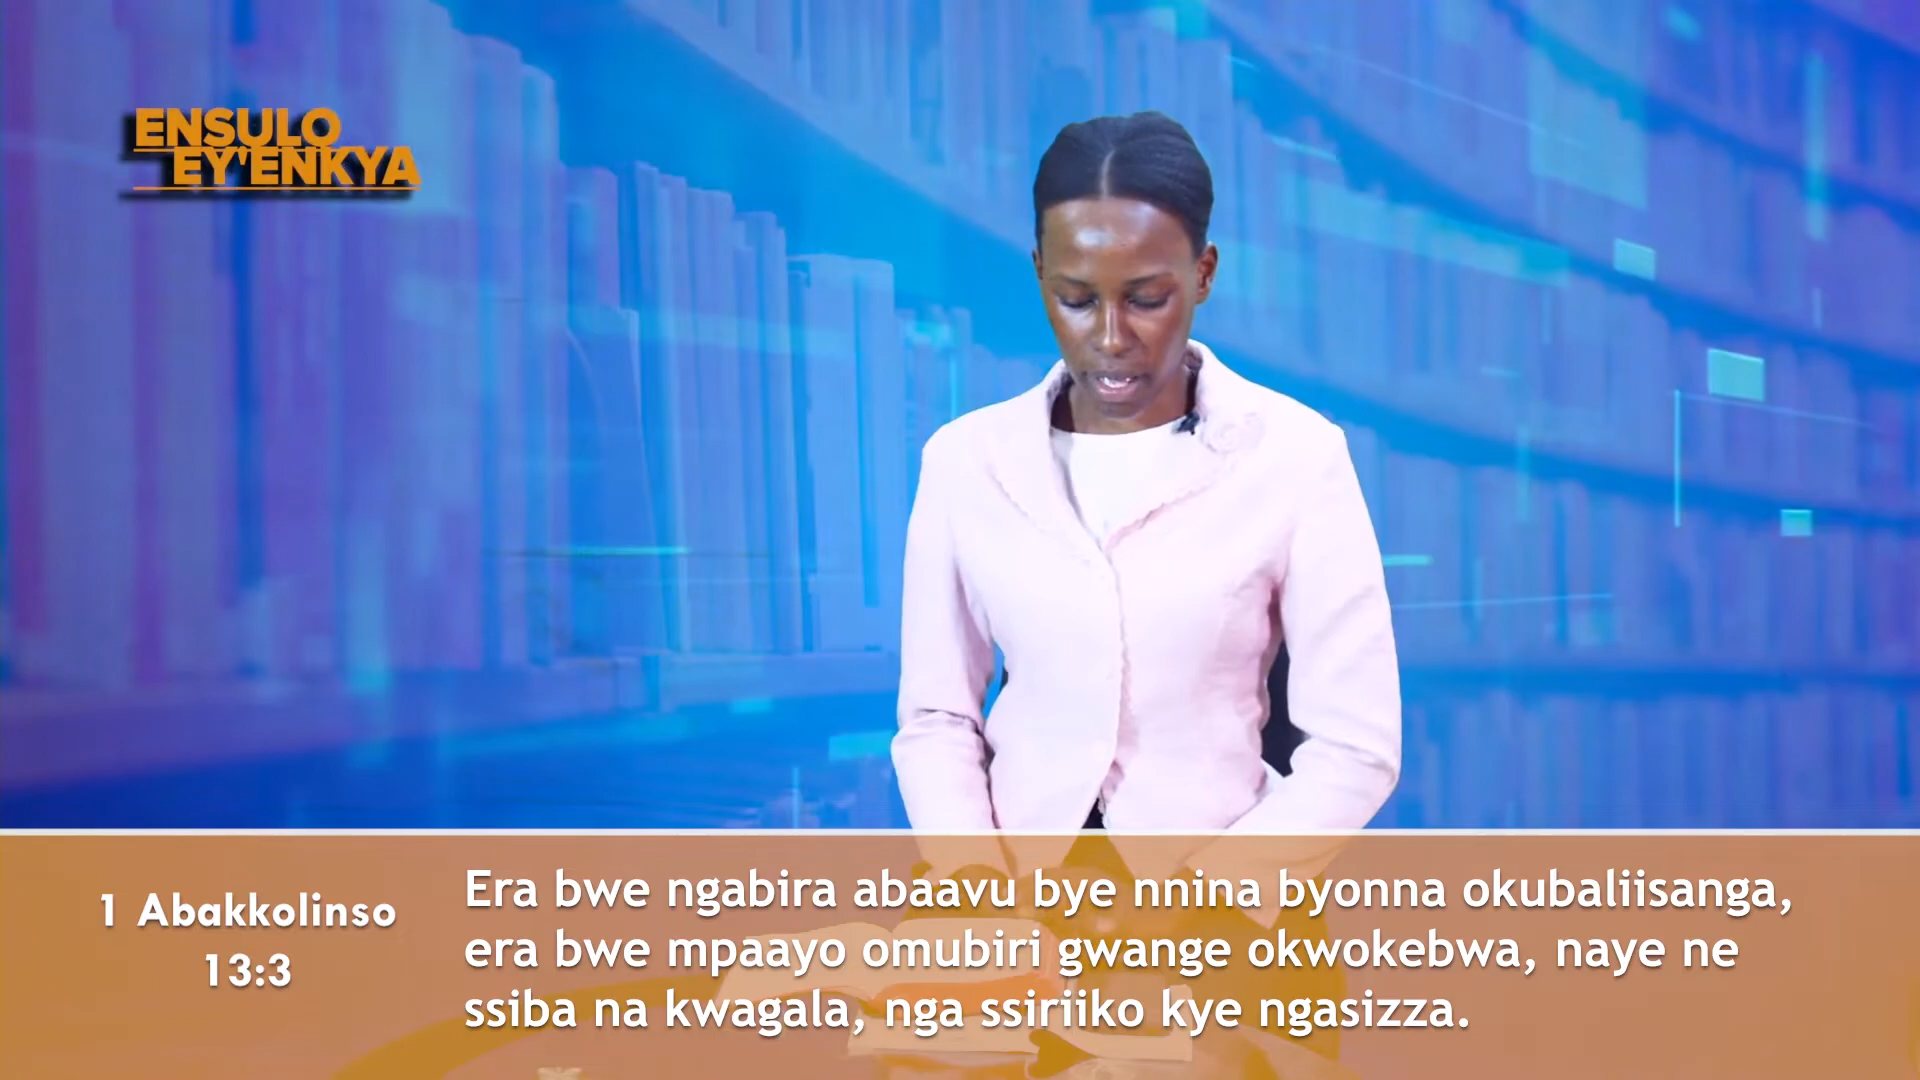 ENSULO
EY'ENKYA
1 Abakkolinso
13:3
Era bwe ngabira abaavu bye nnina byonna okubaliisanga,
era bwe mpaayo omubiri gwange okwokebwa, naye ne
ssiba na kwagala, nga ssiriiko kye ngasizza.